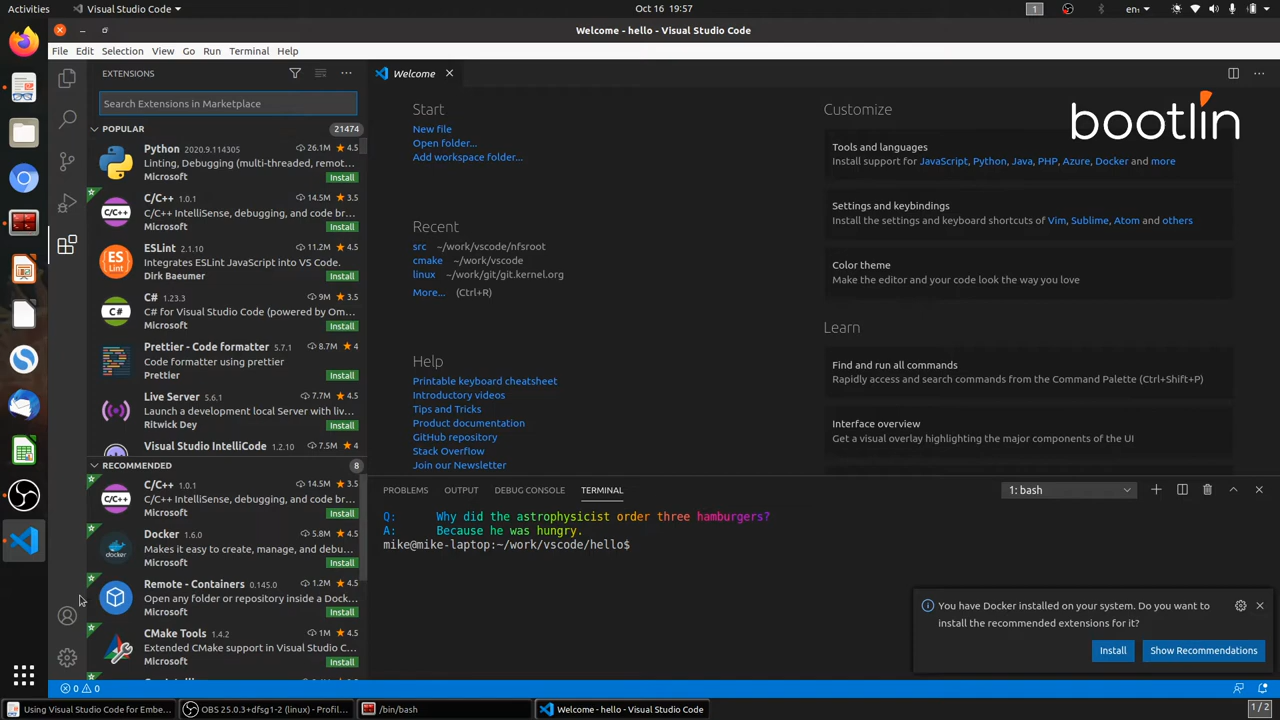 Activities
Visual Studio Code
Oct 16 19:57
1
en₁
Welcome - hello - Visual Studio Code
File Edit Selection View Go Run Terminal Help
EXTENSIONS
Search Extensions in Marketplace
POPULAR 21474
Python 2020.9.114305 26.1M 4.5
Linting, Debugging (multi-threaded, remot...
Microsoft Install
C/C++ 1.0.1 14.5M 3.5
C/C++ IntelliSense, debugging, and code br...
Microsoft Install
ESLint 2.1.10 11.2M 4.5
Integrates ESLint JavaScript into VS Code.
Dirk Baeumer Install
C# 1.23.3 9M 3.5
C# for Visual Studio Code (powered by Om...
Microsoft Install
Prettier - Code formatter 5.7.1 8.7M 4
Code formatter using prettier
Prettier Install
Live Server 5.6.1 7.7M 4.5
Launch a development local Server with liv...
Ritwick Dey Install
Visual Studio IntelliCode 1.2.10 7.5M 4
RECOMMENDED 8
C/C++ 1.0.1 14.5M 3.5
C/C++ IntelliSense, debugging, and code br...
Microsoft Install
Docker 1.6.0 5.8M 4.5
Makes it easy to create, manage, and debu...
Microsoft Install
Remote - Containers 0.145.0 1.2M 4.5
Open any folder or repository inside a Dock...
Microsoft Install
CMake Tools 1.4.2 1M 4.5
Extended CMake support in Visual Studio C...
Microsoft Install
Welcome
Start
New file
Open folder...
Add workspace folder...
Recent
src ~/work/vscode/nfsroot
cmake ~/work/vscode
linux ~/work/git/git.kernel.org
More... (Ctrl+R)
Help
Printable keyboard cheatsheet
Introductory videos
Tips and Tricks
Product documentation
GitHub repository
Stack Overflow
Join our Newsletter
Customize
bootlin
Tools and languages
Install support for JavaScript, Python, Java, PHP, Azure, Docker and more
Settings and keybindings
Install the settings and keyboard shortcuts of Vim, Sublime, Atom and others
Color theme
Make the editor and your code look the way you love
Learn
Find and run all commands
Rapidly access and search commands from the Command Palette (Ctrl+Shift+P)
Interface overview
Get a visual overlay highlighting the major components of the UI
PROBLEMS OUTPUT DEBUG CONSOLE TERMINAL
1: bash
Q: Why did the astrophysicist order three hamburgers?
A: Because he was hungry.
mike@mike-laptop:~/work/vscode/hello$
You have Docker installed on your system. Do you want to
install the recommended extensions for it?
Install
Show Recommendations
0 0
Using Visual Studio Code for Embe...
OBS 25.0.3+dfsg1-2 (linux) - Profil...
/bin/bash
Welcome - hello - Visual Studio Code
1 / 2